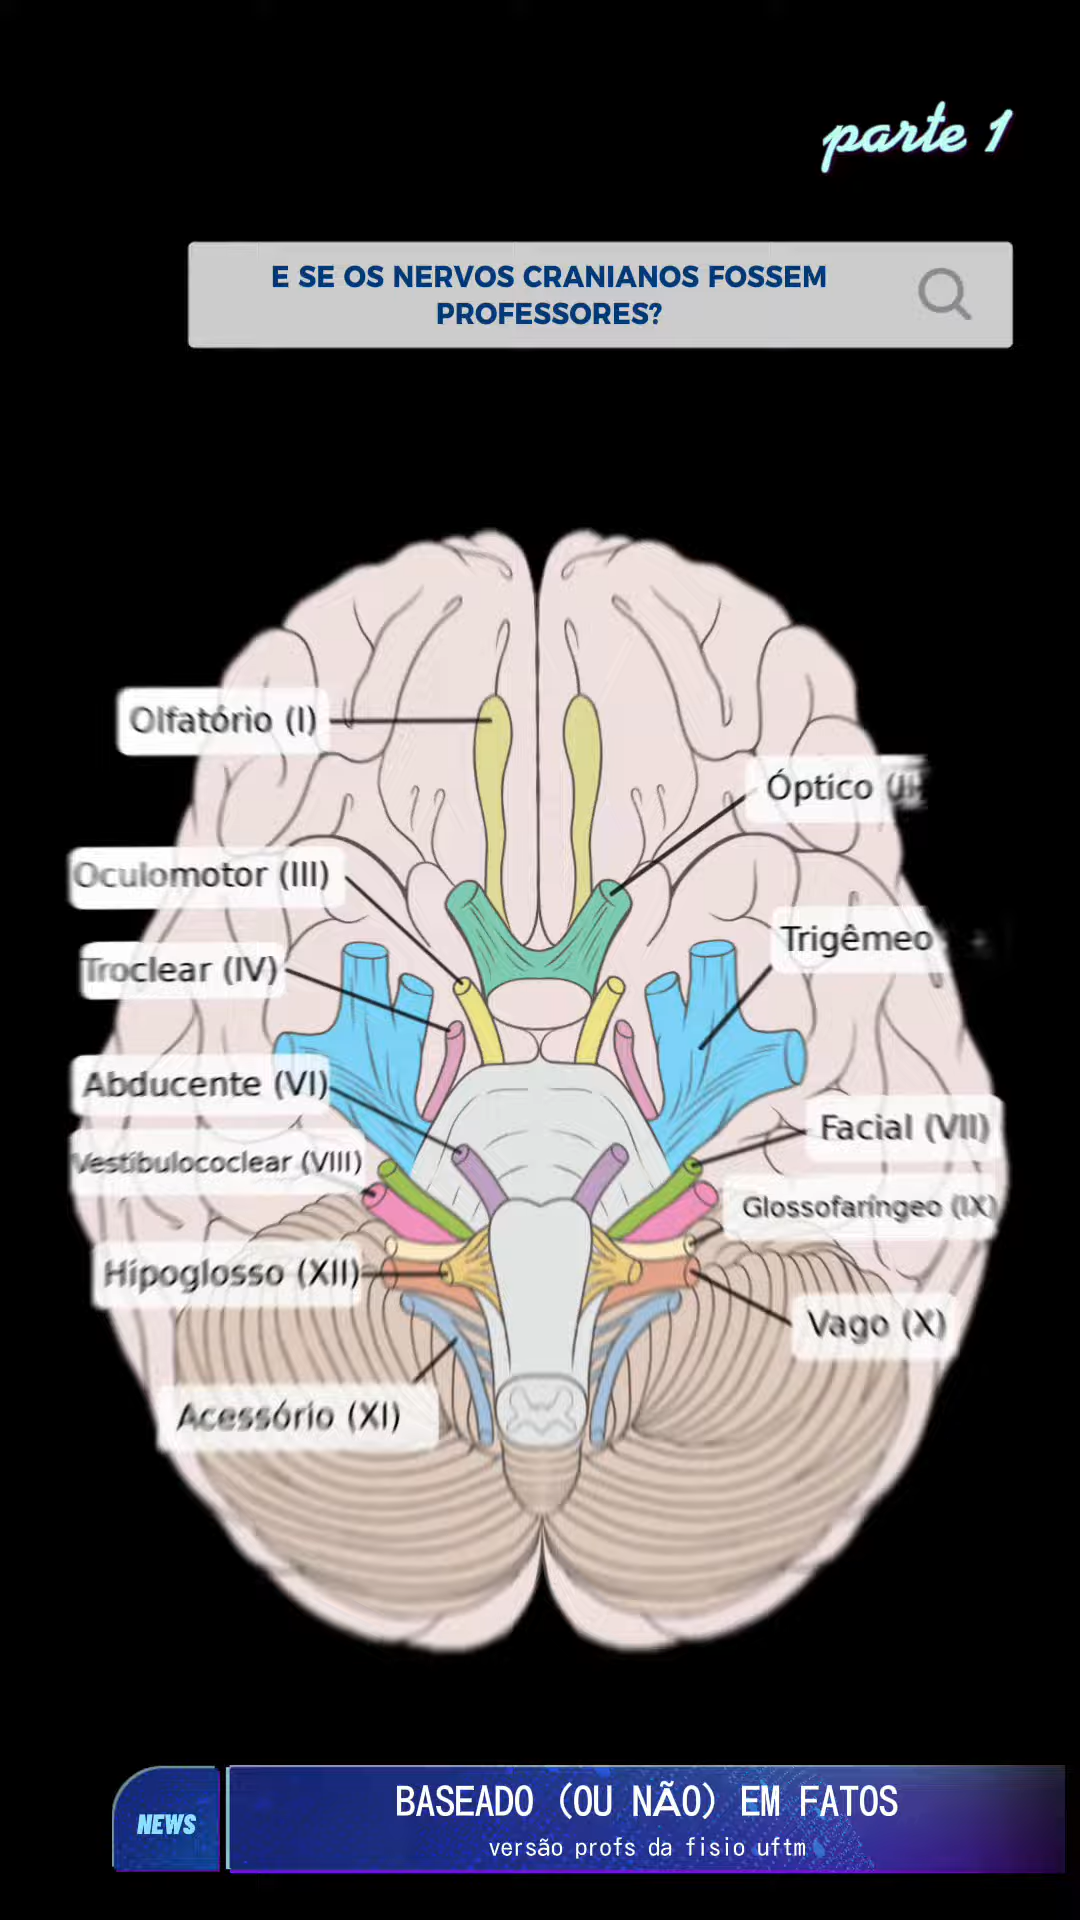 parte 1
E SE OS NERVOS CRANIANOS FOSSEM
PROFESSORES?
Olfatório (I)
Óptico
Oculomotor (III)
Trigêmeo
Troclear (IV)
Abducente (VI)
Facial (VII)
Vestibulococlear (VIII)
Glossofaríngeo (IX)
Hipoglosso (XII)
Vago (X)
Acessório (XI)
NEWS
BASEADO (OU NÃO) EM FATOS
versão profs da fisio uftm